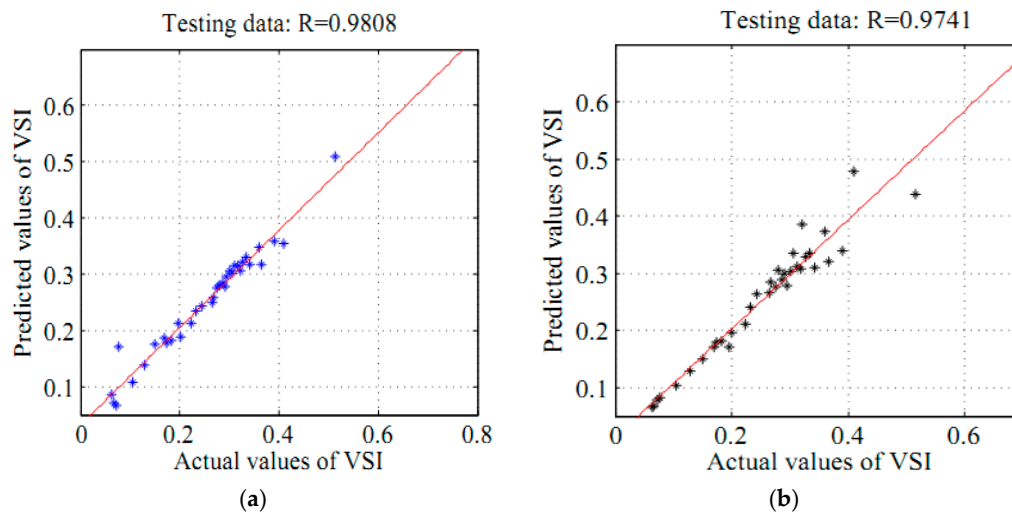 Testing data: R=0.9808
Predicted values of VSI
0.6
0.5
0.4
0.3
0.2
0.1
0 0.2 0.4 0.6 0.8
Actual values of VSI
(a)
Testing data: R=0.9741
Predicted values of VSI
0.6
0.5
0.4
0.3
0.2
0.1
0 0.2 0.4 0.6
Actual values of VSI
(b)